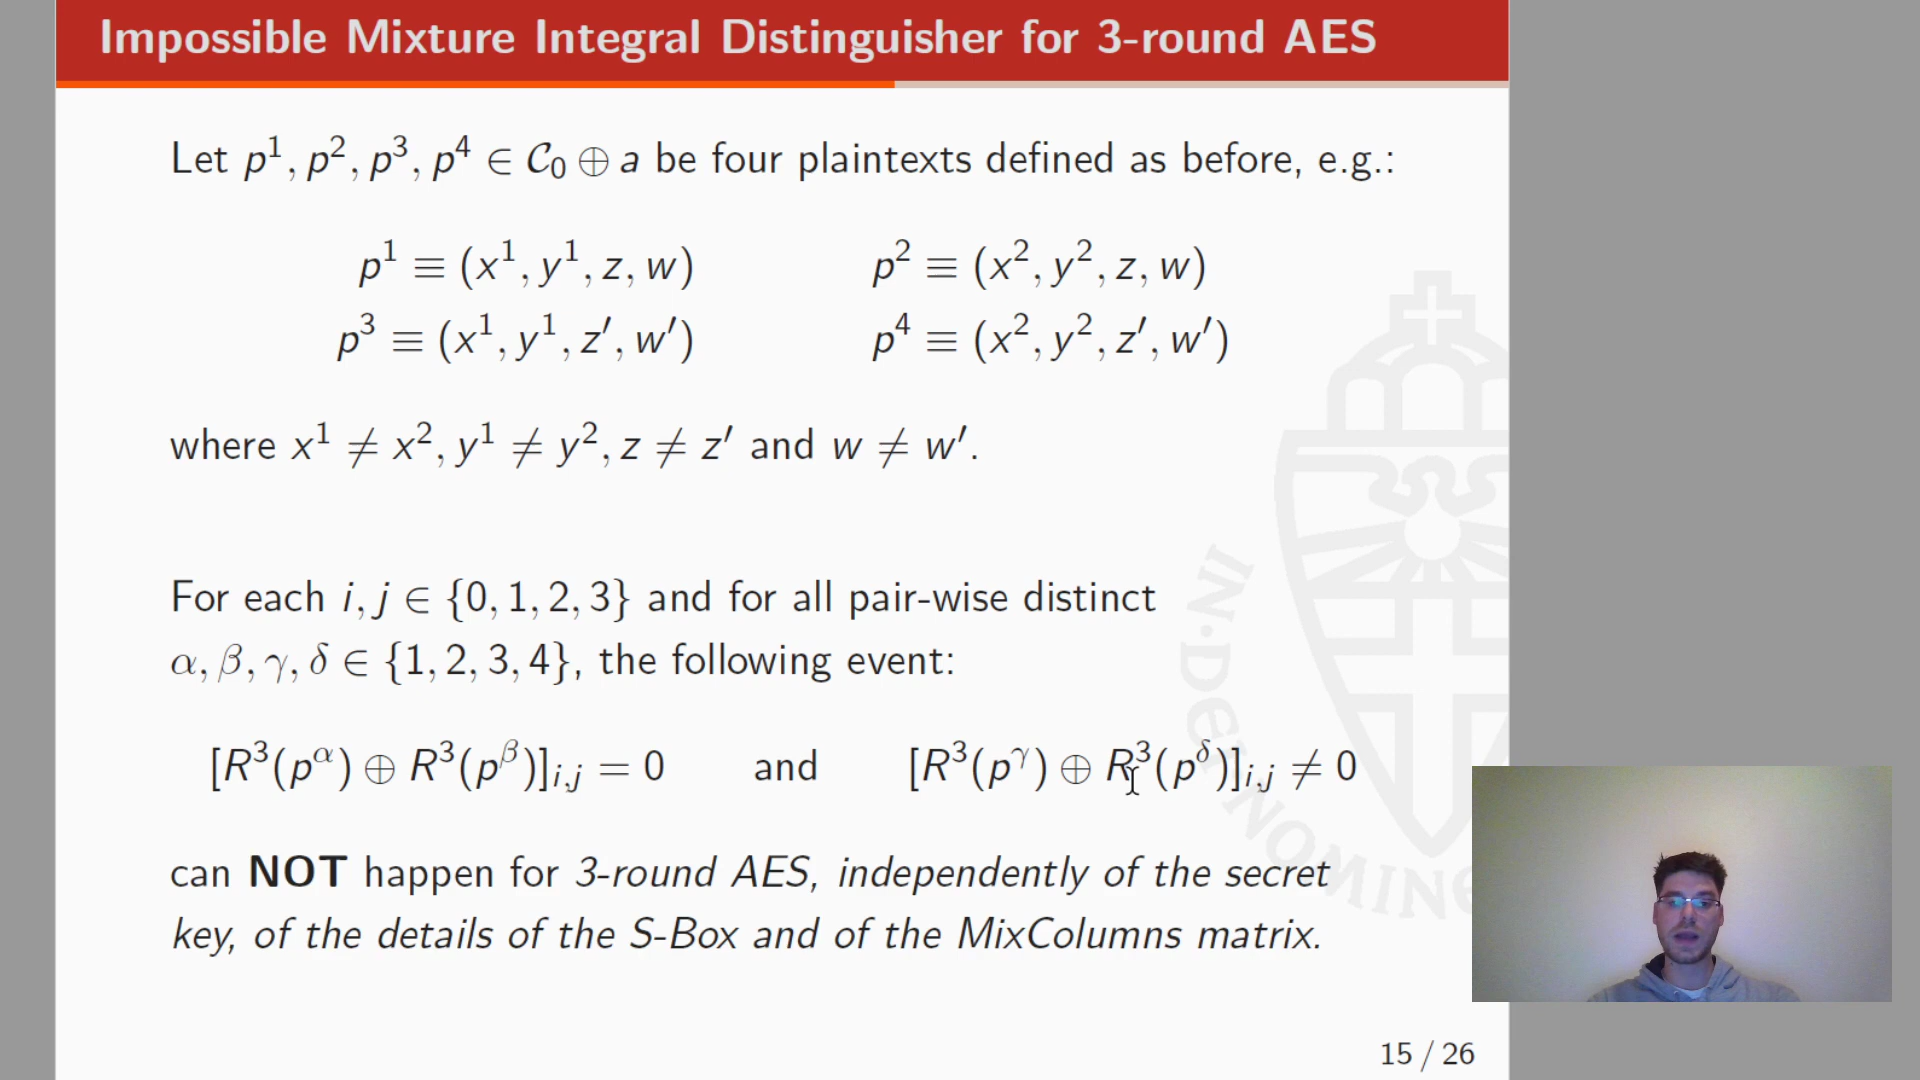 Impossible Mixture Integral Distinguisher for 3-round AES
Let p¹, p², p³, p⁴ ∈ 𝒞₀ ⊕ a be four plaintexts defined as before, e.g.:
p¹ ≡ (x¹, y¹, z, w) p² ≡ (x², y², z, w)
p³ ≡ (x¹, y¹, z′, w′) p⁴ ≡ (x², y², z′, w′)
where x¹ ≠ x², y¹ ≠ y², z ≠ z′ and w ≠ w′.
For each i, j ∈ {0, 1, 2, 3} and for all pair-wise distinct
α, β, γ, δ ∈ {1, 2, 3, 4}, the following event:
[R³(p^α) ⊕ R³(p^β)]_{i,j} = 0 and [R³(p^γ) ⊕ R³(p^δ)]_{i,j} ≠ 0
can NOT happen for 3-round AES, independently of the secret
key, of the details of the S-Box and of the MixColumns matrix.
15 / 26